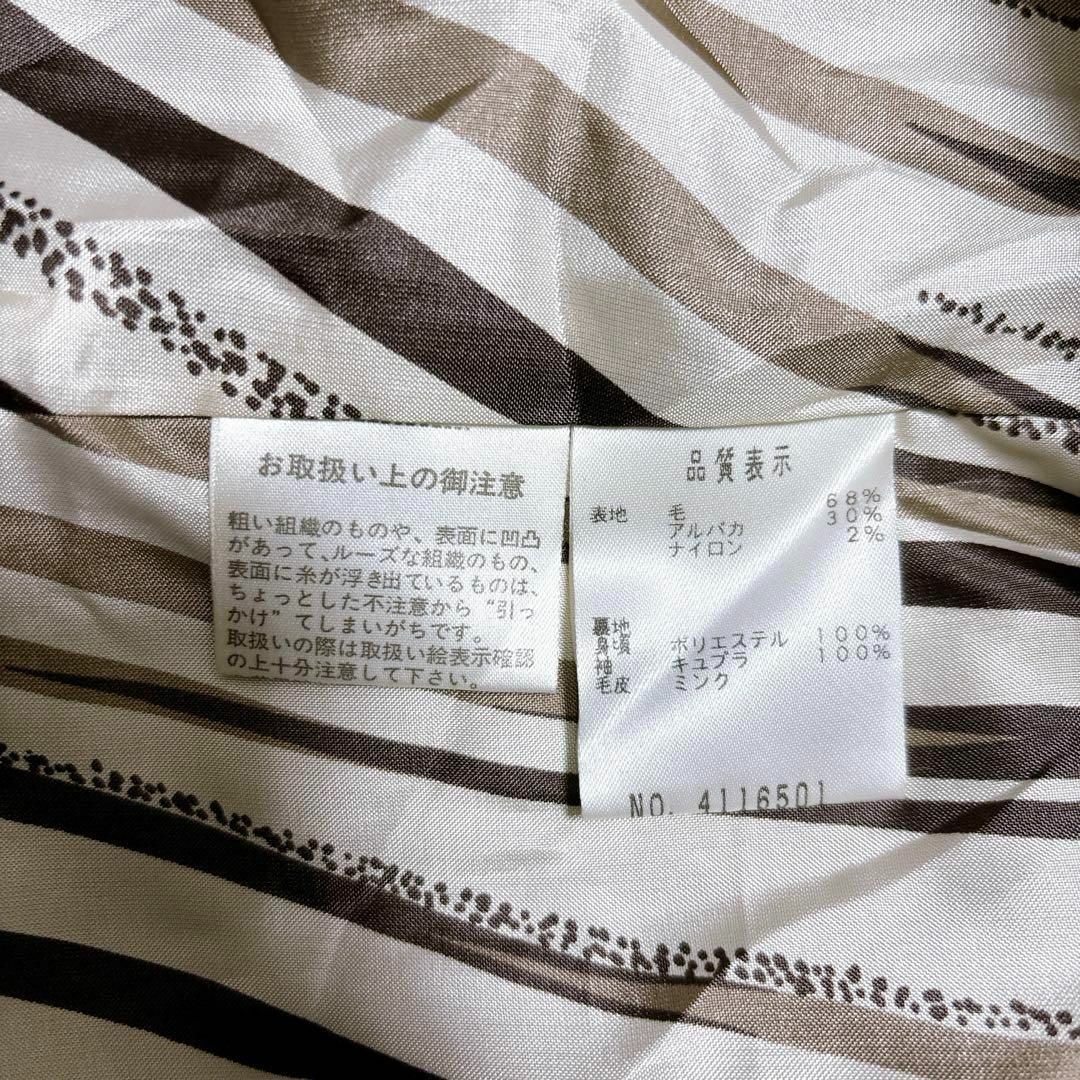 お取扱い上の御注意
粗い組織のものや、表面に凹凸
があって、ルーズな組織のもの、
表面に糸が浮き出ているものは、
ちょっとした不注意から“引っ
かけ”てしまいがちです。
取扱いの際は取扱い絵表示確認
の上十分注意して下さい。
品質表示
表地 毛 68%
アルパカ 30%
ナイロン 2%
裏地
身頃 ポリエステル 100%
袖 キュプラ 100%
毛皮 ミンク
NO. 4116501